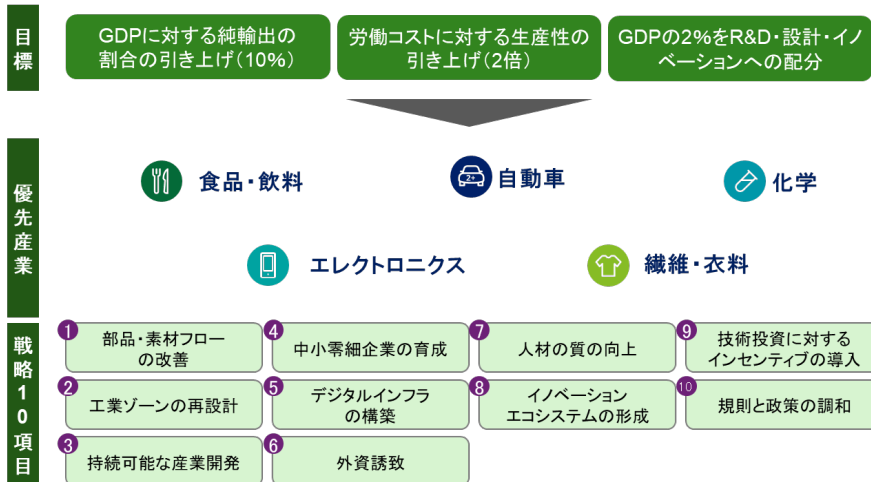 目標
GDPに対する純輸出の
割合の引き上げ(10%)
労働コストに対する生産性の
引き上げ(2倍)
GDPの2%をR&D・設計・イノ
ベーションへの配分
優先産業
食品・飲料
2+
自動車
化学
エレクトロニクス
繊維・衣料
戦略10項目
1
部品・素材フロー
の改善
2
工業ゾーンの再設計
3
持続可能な産業開発
4
中小零細企業の育成
5
デジタルインフラ
の構築
6
外資誘致
7
人材の質の向上
8
イノベーション
エコシステムの形成
9
技術投資に対する
インセンティブの導入
10
規則と政策の調和